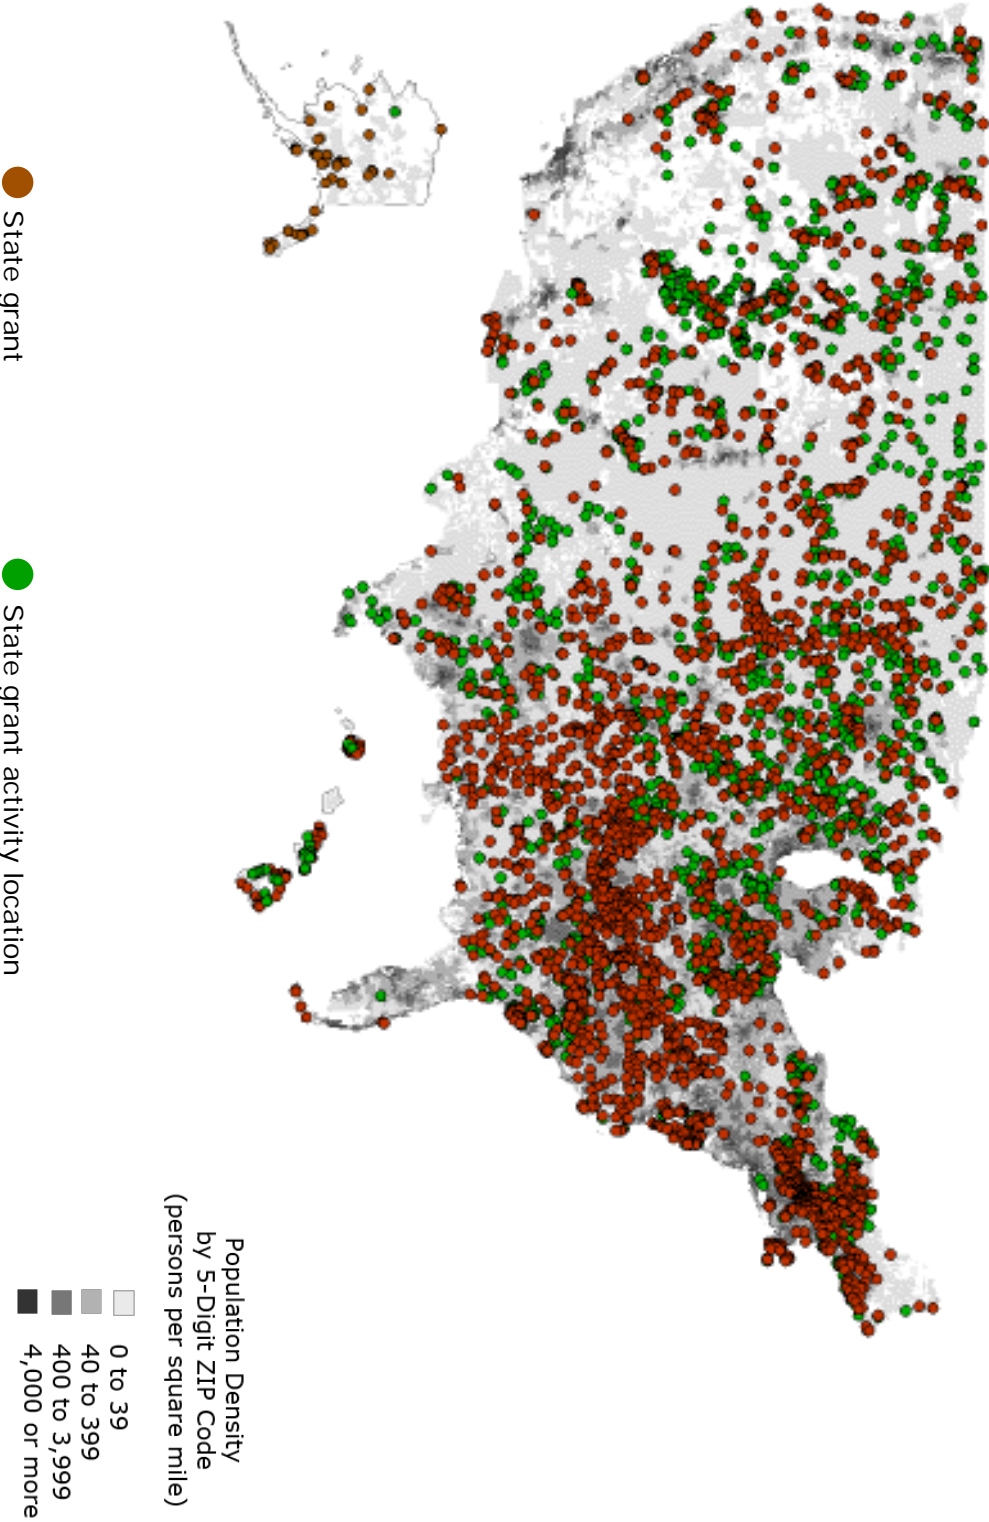 State grant
State grant activity location
Population Density
by 5-Digit ZIP Code
(persons per square mile)
0 to 39
40 to 399
400 to 3,999
4,000 or more